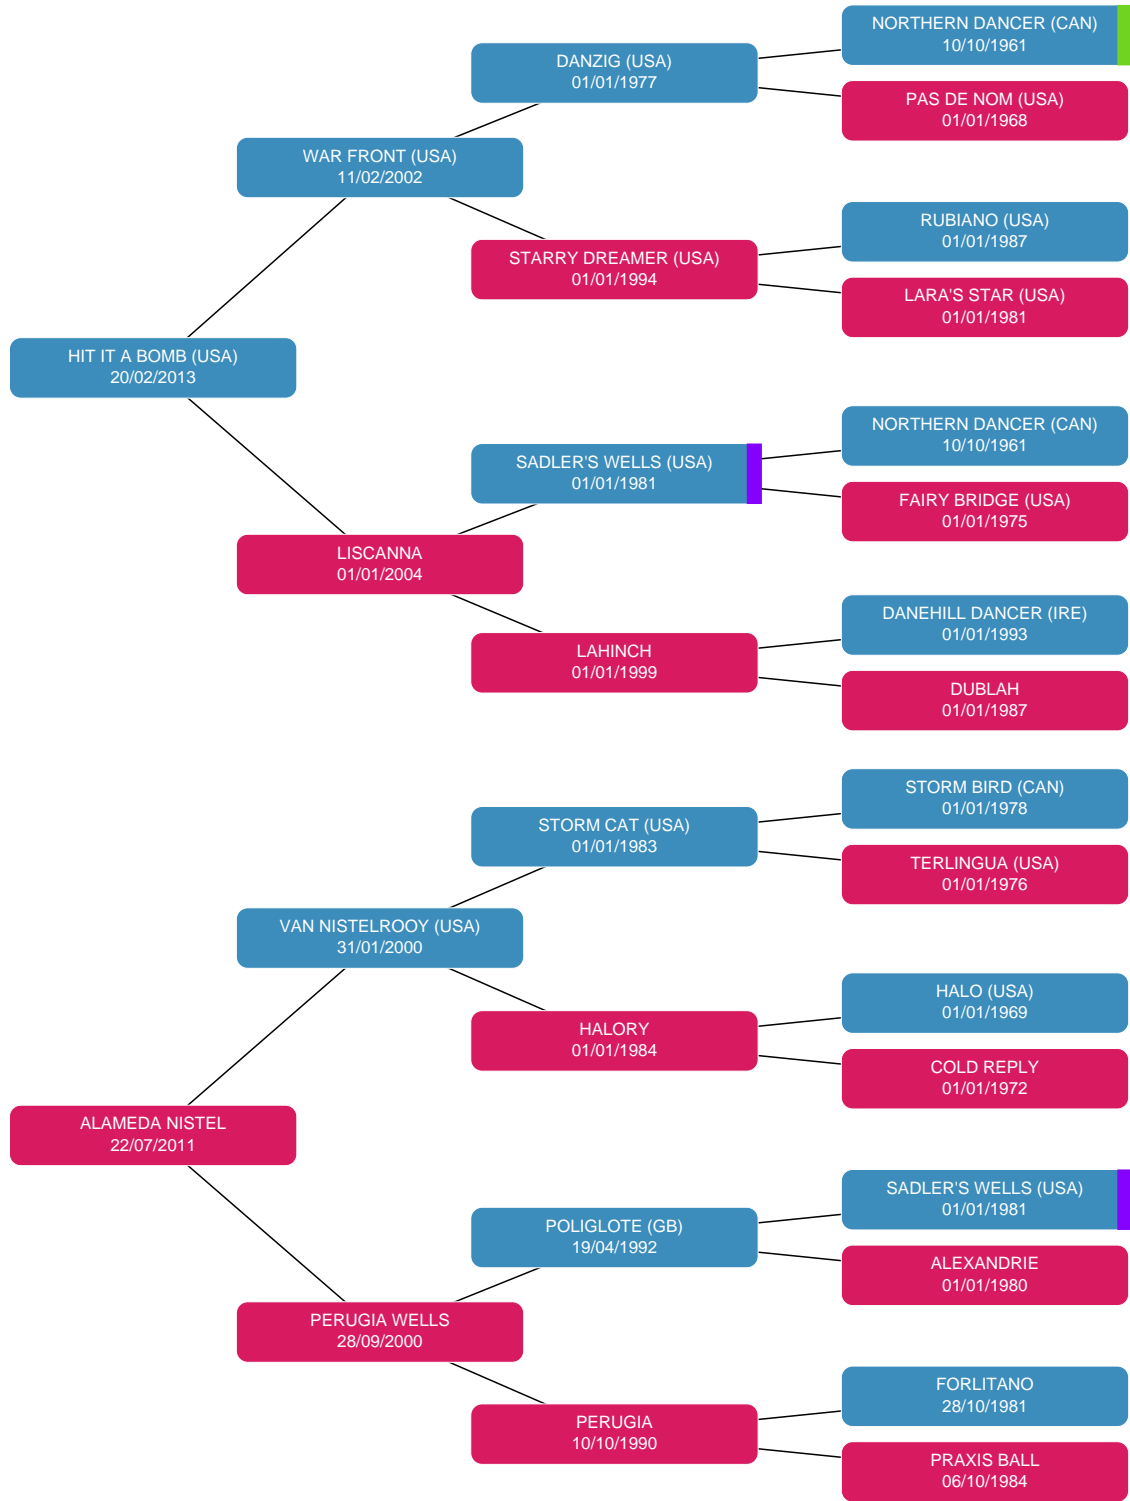 NORTHERN DANCER (CAN)
10/10/1961
DANZIG (USA)
01/01/1977
PAS DE NOM (USA)
01/01/1968
WAR FRONT (USA)
11/02/2002
RUBIANO (USA)
01/01/1987
STARRY DREAMER (USA)
01/01/1994
LARA'S STAR (USA)
01/01/1981
HIT IT A BOMB (USA)
20/02/2013
NORTHERN DANCER (CAN)
10/10/1961
SADLER'S WELLS (USA)
01/01/1981
FAIRY BRIDGE (USA)
01/01/1975
LISCANNA
01/01/2004
DANEHILL DANCER (IRE)
01/01/1993
LAHINCH
01/01/1999
DUBLAH
01/01/1987
STORM BIRD (CAN)
01/01/1978
STORM CAT (USA)
01/01/1983
TERLINGUA (USA)
01/01/1976
VAN NISTELROOY (USA)
31/01/2000
HALO (USA)
01/01/1969
HALORY
01/01/1984
COLD REPLY
01/01/1972
ALAMEDA NISTEL
22/07/2011
SADLER'S WELLS (USA)
01/01/1981
POLIGLOTE (GB)
19/04/1992
ALEXANDRIE
01/01/1980
PERUGIA WELLS
28/09/2000
FORLITANO
28/10/1981
PERUGIA
10/10/1990
PRAXIS BALL
06/10/1984